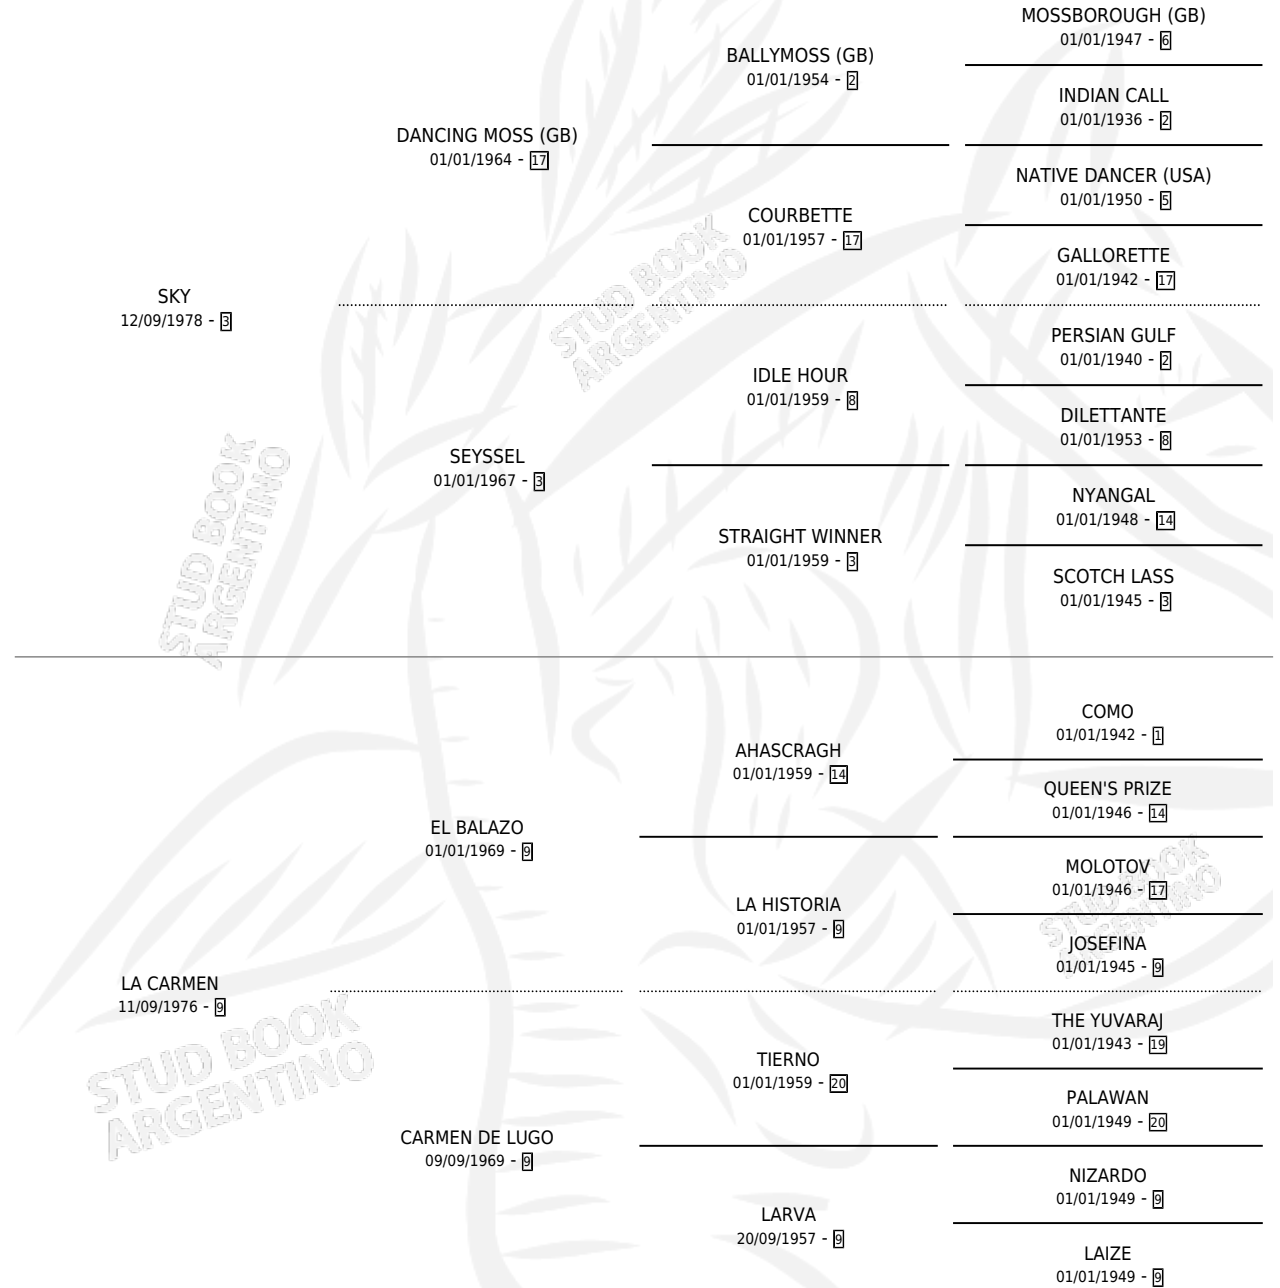 MOSSBOROUGH (GB)
01/01/1947 - 6
BALLYMOSS (GB)
01/01/1954 - 2
INDIAN CALL
01/01/1936 - 2
DANCING MOSS (GB)
01/01/1964 - 17
NATIVE DANCER (USA)
01/01/1950 - 5
COURBETTE
01/01/1957 - 17
GALLORETTE
01/01/1942 - 17
SKY
12/09/1978 - 3
PERSIAN GULF
01/01/1940 - 2
IDLE HOUR
01/01/1959 - 8
DILETTANTE
01/01/1953 - 8
SEYSSEL
01/01/1967 - 3
NYANGAL
01/01/1948 - 14
STRAIGHT WINNER
01/01/1959 - 3
SCOTCH LASS
01/01/1945 - 3
STUD BOOK
ARGENTINO
STUD BOOK
ARGENTINO
COMO
01/01/1942 - 1
AHASCRAGH
01/01/1959 - 14
QUEEN'S PRIZE
01/01/1946 - 14
EL BALAZO
01/01/1969 - 9
MOLOTOV
01/01/1946 - 17
LA HISTORIA
01/01/1957 - 9
JOSEFINA
01/01/1945 - 9
LA CARMEN
11/09/1976 - 9
THE YUVARAJ
01/01/1943 - 19
TIERNO
01/01/1959 - 20
PALAWAN
01/01/1949 - 20
CARMEN DE LUGO
09/09/1969 - 9
NIZARDO
01/01/1949 - 9
LARVA
20/09/1957 - 9
LAIZE
01/01/1949 - 9
STUD BOOK
ARGENTINO
STUD BOOK
ARGENTINO